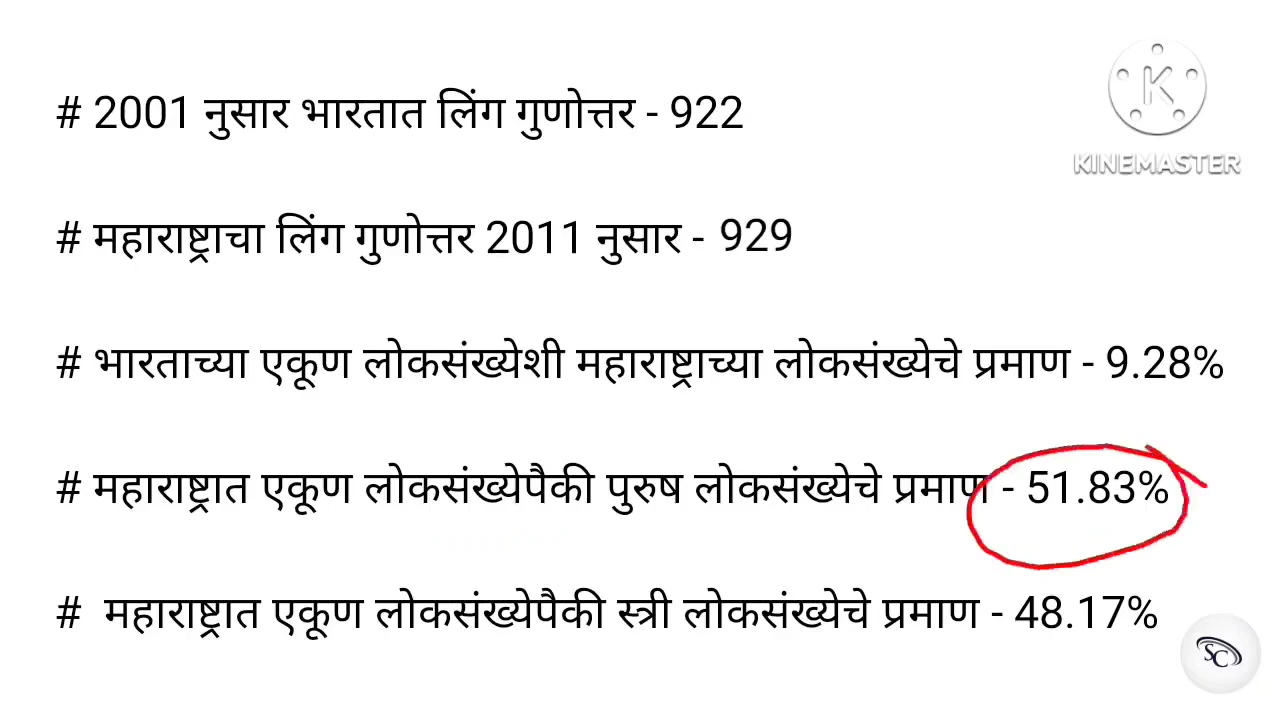 # 2001 नुसार भारतात लिंग गुणोत्तर - 922
KINEMASTER
# महाराष्ट्राचा लिंग गुणोत्तर 2011 नुसार - 929
# भारताच्या एकूण लोकसंख्येशी महाराष्ट्राच्या लोकसंख्येचे प्रमाण - 9.28%
# महाराष्ट्रात एकूण लोकसंख्येपैकी पुरुष लोकसंख्येचे प्रमाण - 51.83%
# महाराष्ट्रात एकूण लोकसंख्येपैकी स्त्री लोकसंख्येचे प्रमाण - 48.17%
SC